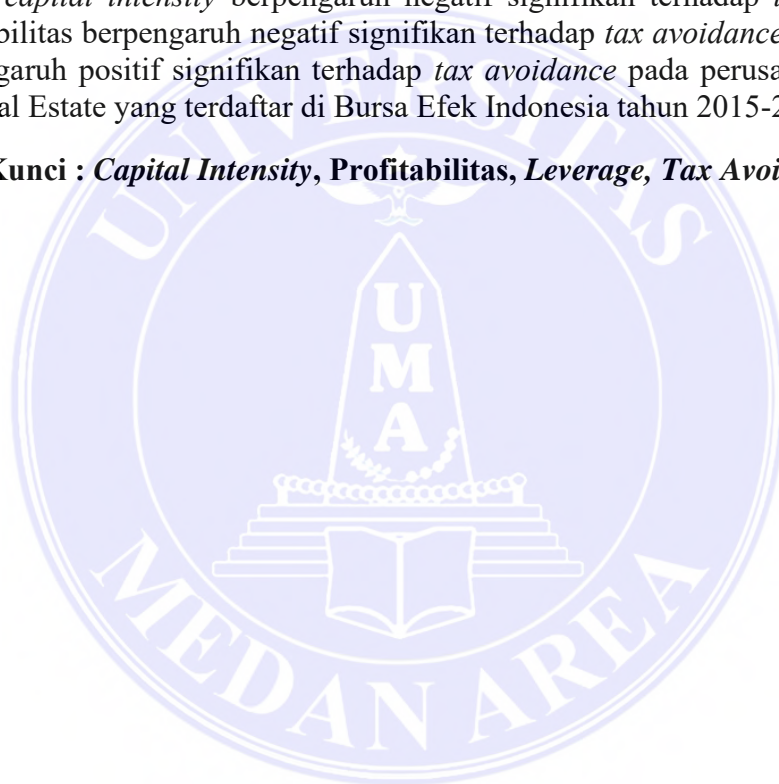 capital intensity berpengaruh negatif signifikan terhadap
bilitas berpengaruh negatif signifikan terhadap tax avoidance
garuh positif signifikan terhadap tax avoidance pada perusa
al Estate yang terdaftar di Bursa Efek Indonesia tahun 2015-2
Kunci : Capital Intensity, Profitabilitas, Leverage, Tax Avoi
UNIVERSITAS
UMA
MEDAN AREA